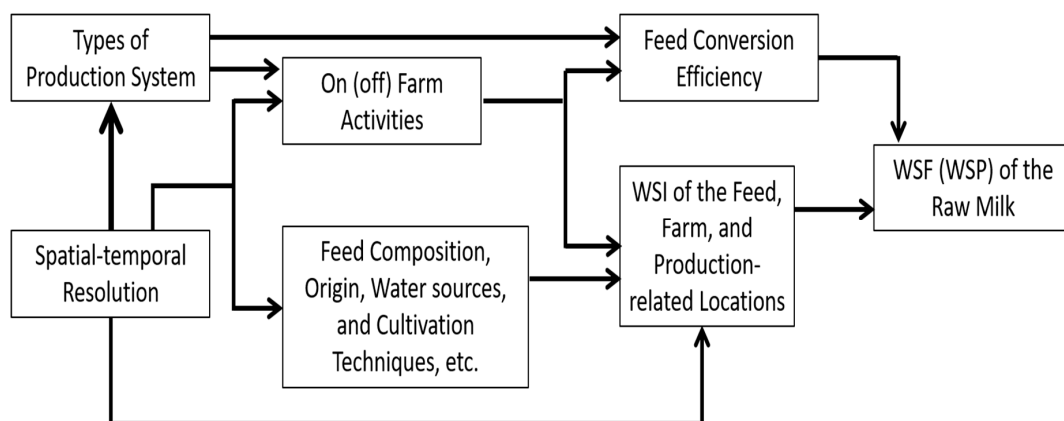 Types of
Production System
On (off) Farm
Activities
Feed Conversion
Efficiency
WSF (WSP) of the
Raw Milk
WSI of the Feed,
Farm, and
Production-
related Locations
Spatial-temporal
Resolution
Feed Composition,
Origin, Water sources,
and Cultivation
Techniques, etc.